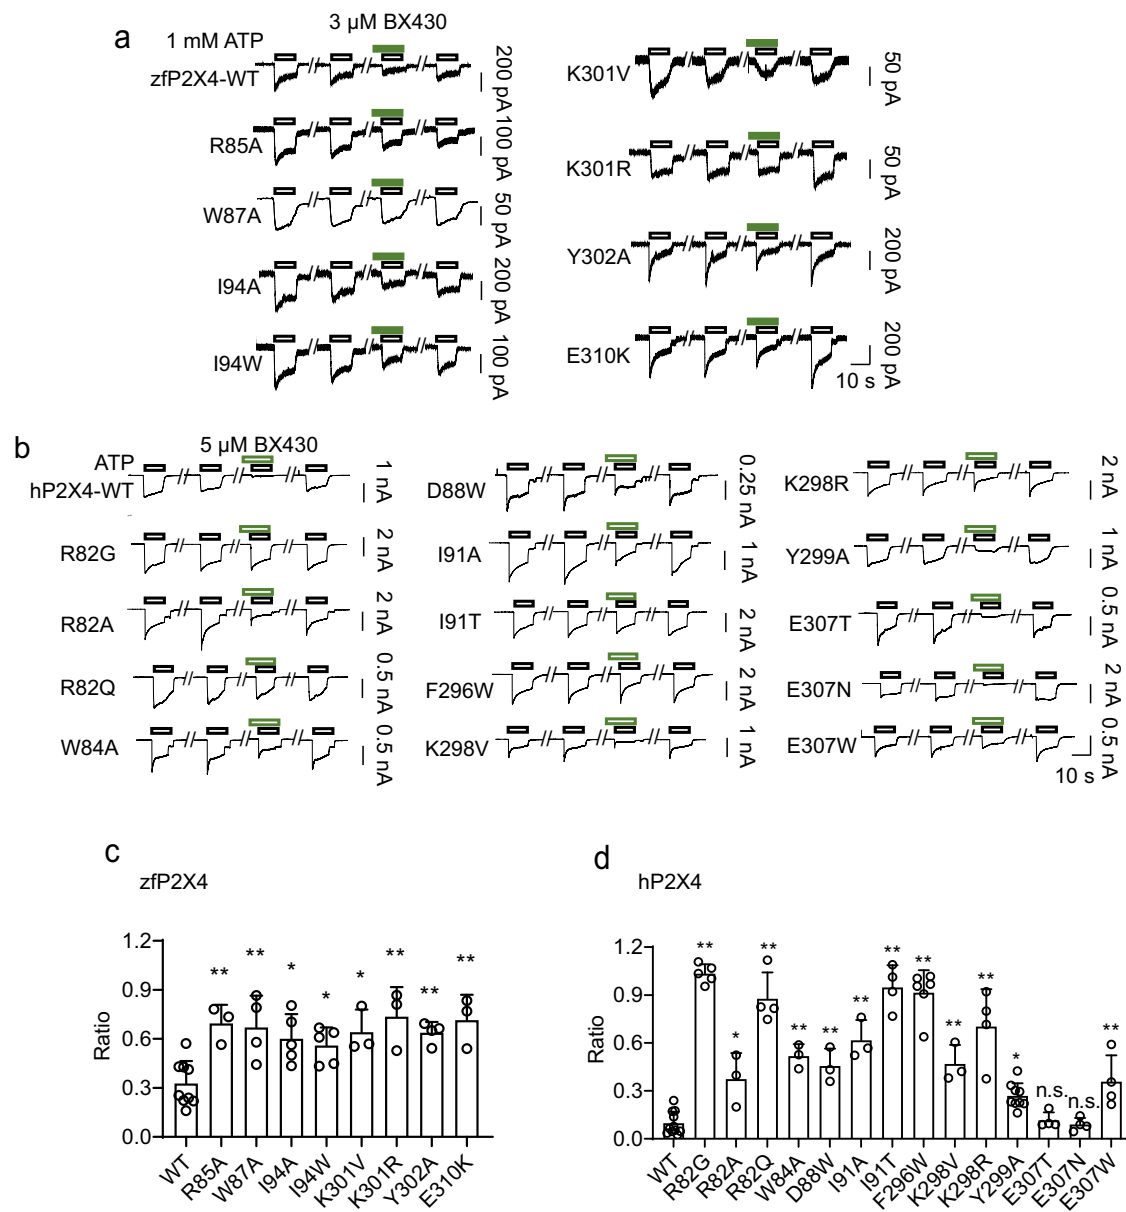 a
3 µM BX430
1 mM ATP
zfP2X4-WT
200 pA
R85A
100 pA
W87A
50 pA
I94A
200 pA
I94W
100 pA
K301V
50 pA
K301R
50 pA
Y302A
200 pA
E310K
200 pA
10 s
b
5 µM BX430
ATP
hP2X4-WT
1 nA
R82G
2 nA
R82A
2 nA
R82Q
0.5 nA
W84A
0.5 nA
D88W
0.25 nA
I91A
1 nA
I91T
2 nA
F296W
2 nA
K298V
1 nA
K298R
2 nA
Y299A
1 nA
E307T
0.5 nA
E307N
2 nA
E307W
0.5 nA
10 s
c
zfP2X4
Ratio
1.2
0.9
0.6
0.3
0.0
** ** * * * ** ** **
WT R85A W87A I94A I94W K301V K301R Y302A E310K
d
hP2X4
Ratio
1.2
0.9
0.6
0.3
0.0
** * ** ** ** ** ** ** ** ** * n.s. n.s. **
WT R82G R82A R82Q W84A D88W I91A I91T F296W K298V K298R Y299A E307T E307N E307W